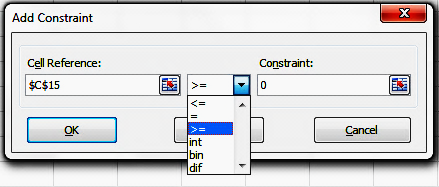 Add Constraint
Cell Reference: Constraint:
$C$15 >= 0
<=
=
>=
int
bin
dif
OK Cancel